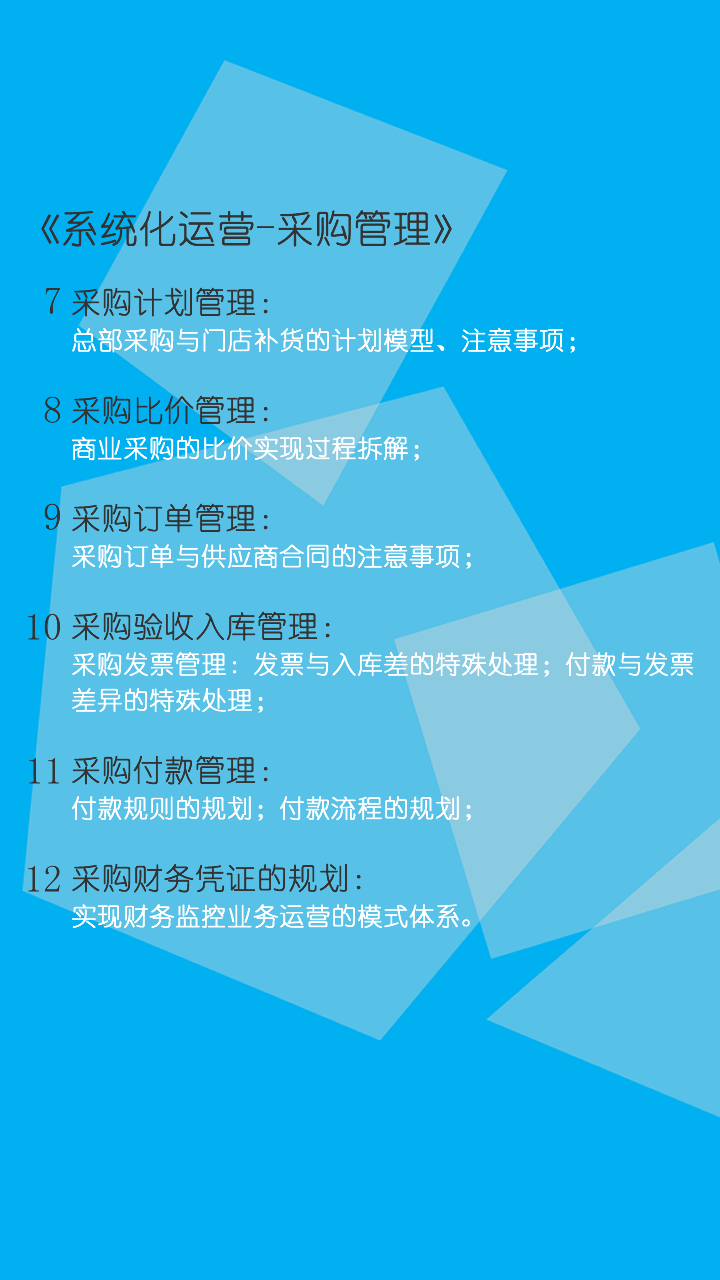 《系统化运营-采购管理》
7 采购计划管理：
总部采购与门店补货的计划模型、注意事项；
8 采购比价管理：
商业采购的比价实现过程拆解；
9 采购订单管理：
采购订单与供应商合同的注意事项；
10 采购验收入库管理：
采购发票管理：发票与入库差的特殊处理；付款与发票
差异的特殊处理；
11 采购付款管理：
付款规则的规划；付款流程的规划；
12 采购财务凭证的规划：
实现财务监控业务运营的模式体系。